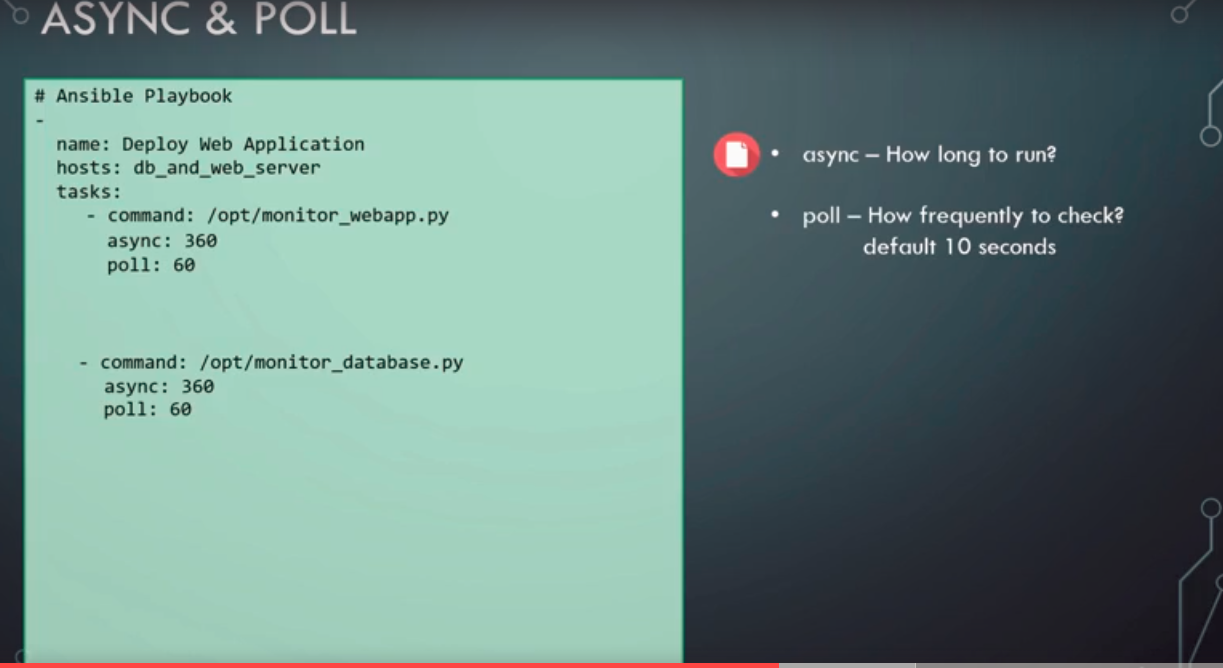 ASYNC & POLL
# Ansible Playbook
-
name: Deploy Web Application
hosts: db_and_web_server
tasks:
- command: /opt/monitor_webapp.py
async: 360
poll: 60
- command: /opt/monitor_database.py
async: 360
poll: 60
• async – How long to run?
• poll – How frequently to check?
default 10 seconds